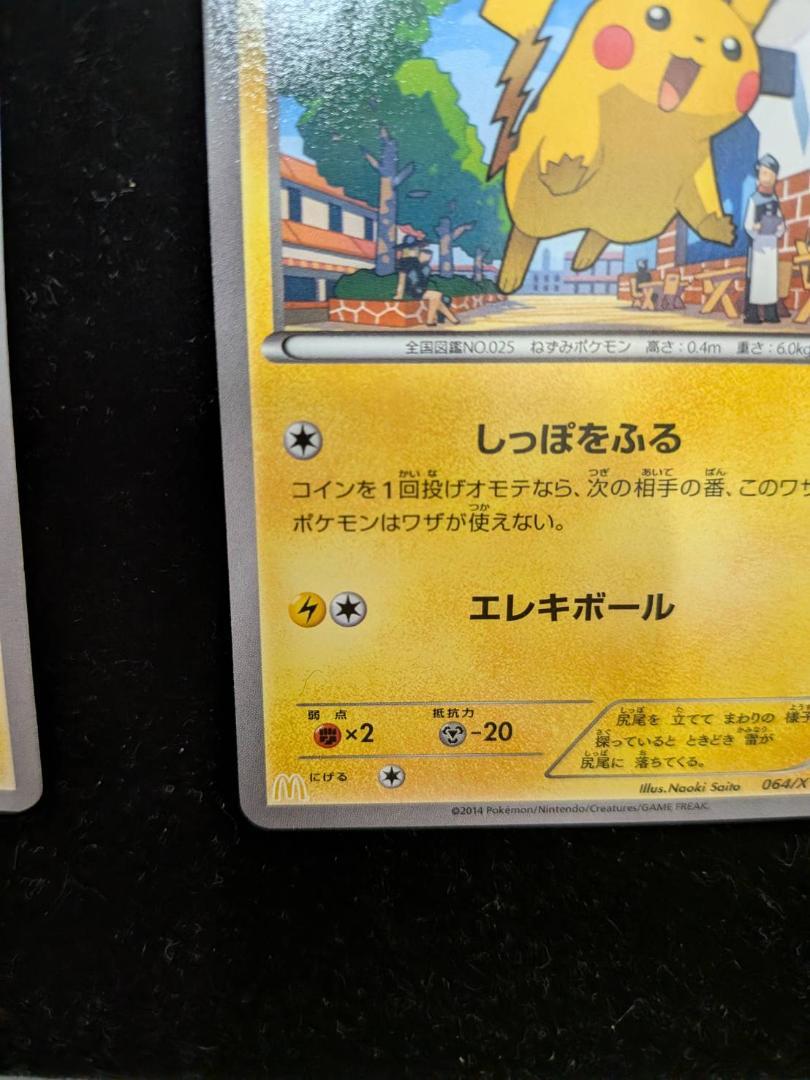 全国図鑑NO.025 ねずみポケモン 高さ:0.4m 重さ:6.0kg
しっぽをふる
コインを1回投げオモテなら、次の相手の番、このワザ
ポケモンはワザが使えない。
エレキボール
弱点 抵抗力
×2 -20
にげる
尻尾を 立てて まわりの 様子
探っていると ときどき 雷が
尻尾に 落ちてくる。
Illus.Naoki Saito 064/X
©2014 Pokémon/Nintendo/Creatures/GAME FREAK.